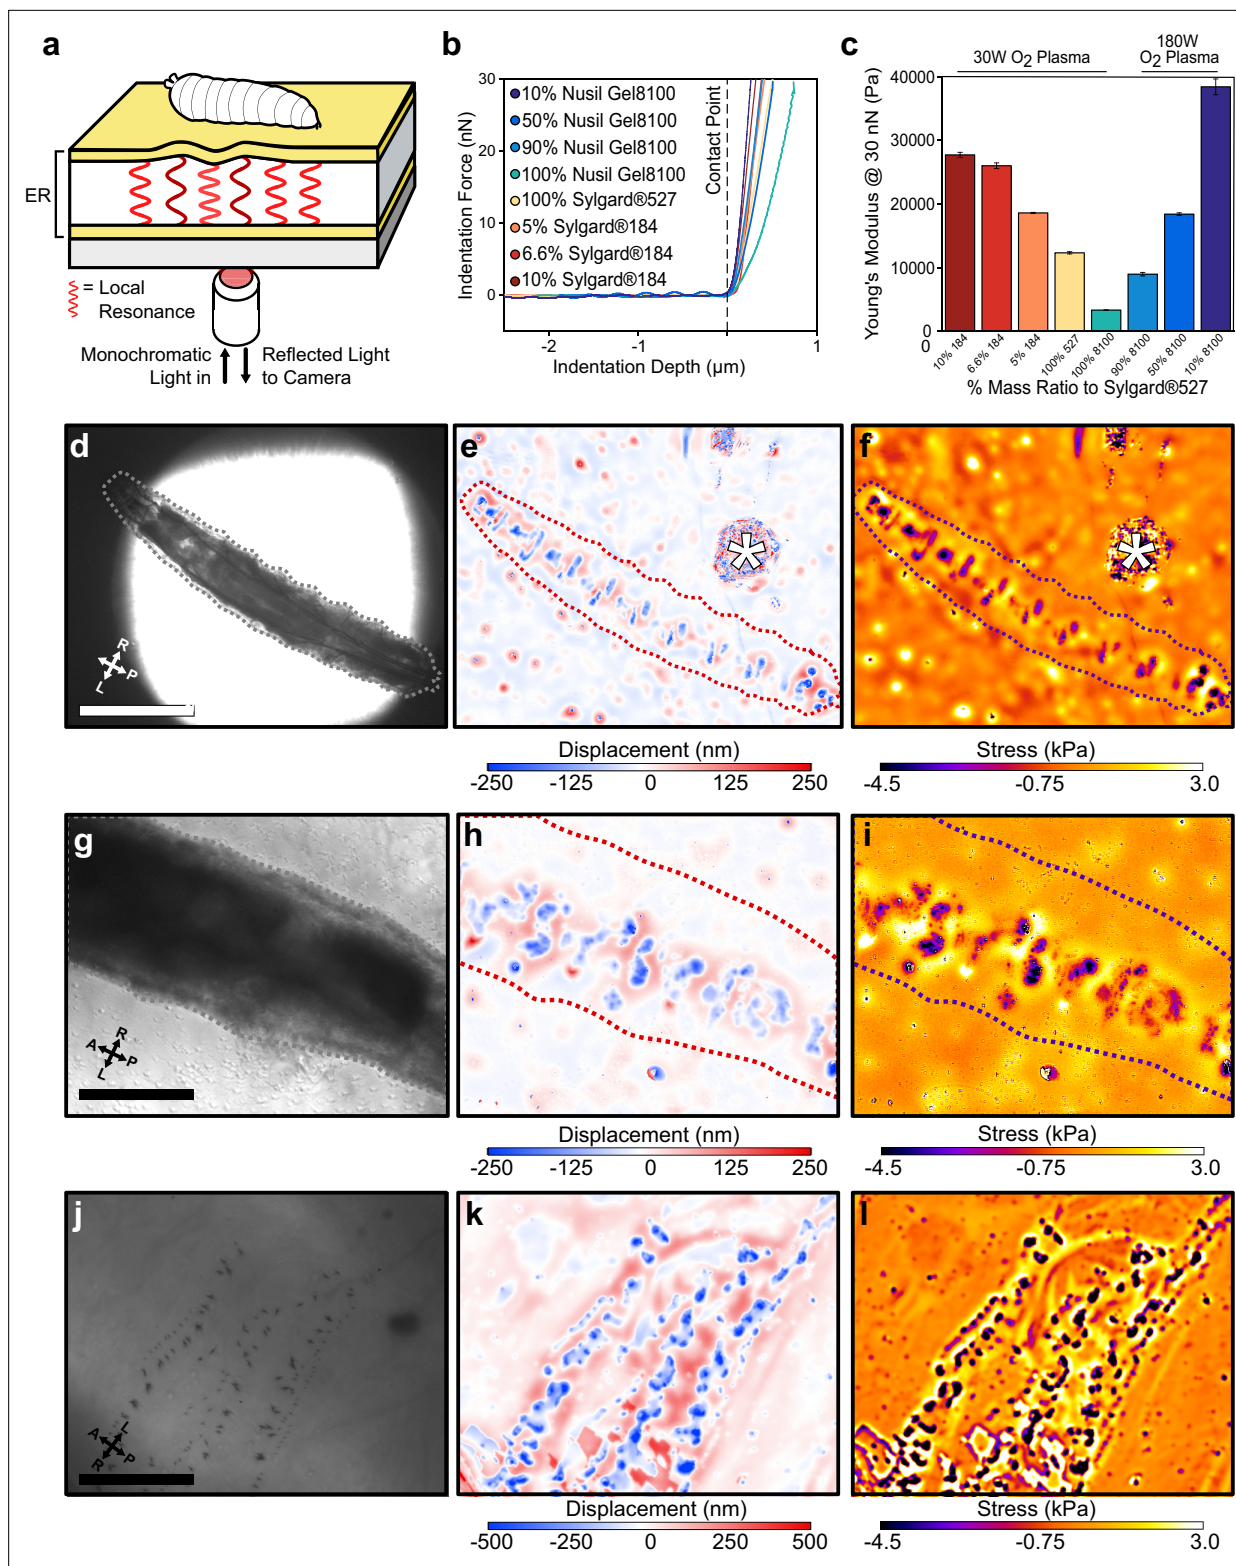 a
ER
= Local
Resonance
Monochromatic
Light in
Reflected Light
to Camera
b
Indentation Force (nN)
30
20
10
0
10% Nusil Gel8100
50% Nusil Gel8100
90% Nusil Gel8100
100% Nusil Gel8100
100% Sylgard®527
5% Sylgard®184
6.6% Sylgard®184
10% Sylgard®184
Contact Point
-2 -1 0 1
Indentation Depth (µm)
c
30W O2 Plasma
180W
O2 Plasma
Young's Modulus @ 30 nN (Pa)
40000
30000
20000
10000
0
0
10% 184
6.6% 184
5% 184
100% 527
100% 8100
90% 8100
50% 8100
10% 8100
% Mass Ratio to Sylgard®527
d
R
P
L
e
*
Displacement (nm)
-250 -125 0 125 250
f
*
Stress (kPa)
-4.5 -0.75 3.0
g
R
A P
L
h
Displacement (nm)
-250 -125 0 125 250
i
Stress (kPa)
-4.5 -0.75 3.0
j
A L
R P
k
Displacement (nm)
-500 -250 0 250 500
l
Stress (kPa)
-4.5 -0.75 3.0